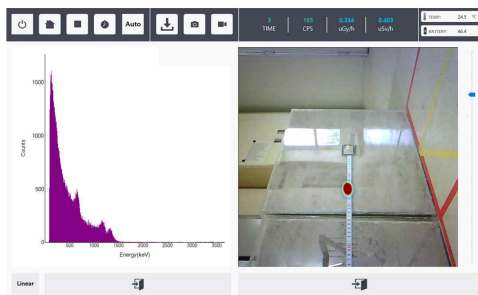 Auto
3 105 0.334 0.403
TIME CPS uGy/h uSv/h
TEMP: 24.5 ℃
BATTERY: 46.4
1500
1000
500
0
Counts
500 1000 1500 2000 2500 3000 3500
Energy(keV)
Linear